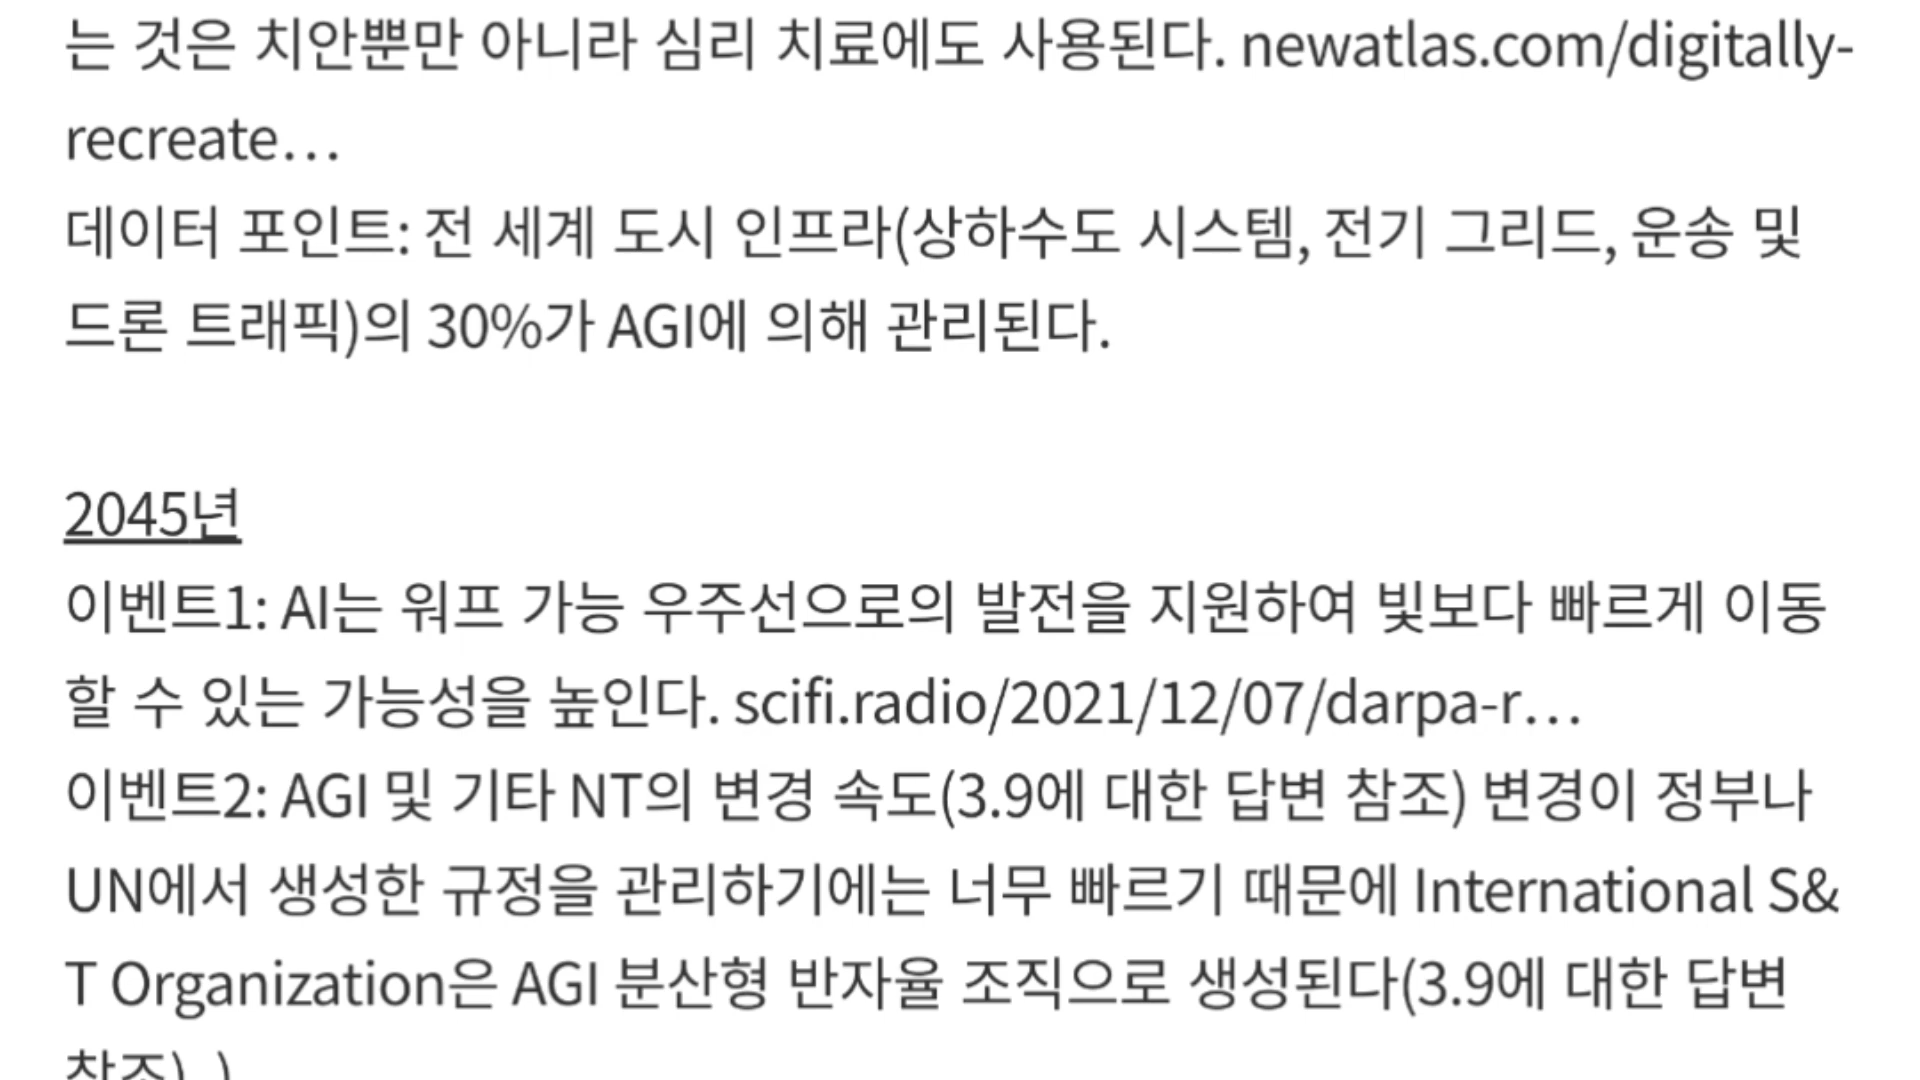 는 것은 치안뿐만 아니라 심리 치료에도 사용된다. newatlas.com/digitally-
recreate…
데이터 포인트: 전 세계 도시 인프라(상하수도 시스템, 전기 그리드, 운송 및
드론 트래픽)의 30%가 AGI에 의해 관리된다.
2045년
이벤트1: AI는 워프 가능 우주선으로의 발전을 지원하여 빛보다 빠르게 이동
할 수 있는 가능성을 높인다. scifi.radio/2021/12/07/darpa-r…
이벤트2: AGI 및 기타 NT의 변경 속도(3.9에 대한 답변 참조) 변경이 정부나
UN에서 생성한 규정을 관리하기에는 너무 빠르기 때문에 International S&
T Organization은 AGI 분산형 반자율 조직으로 생성된다(3.9에 대한 답변
참조). )